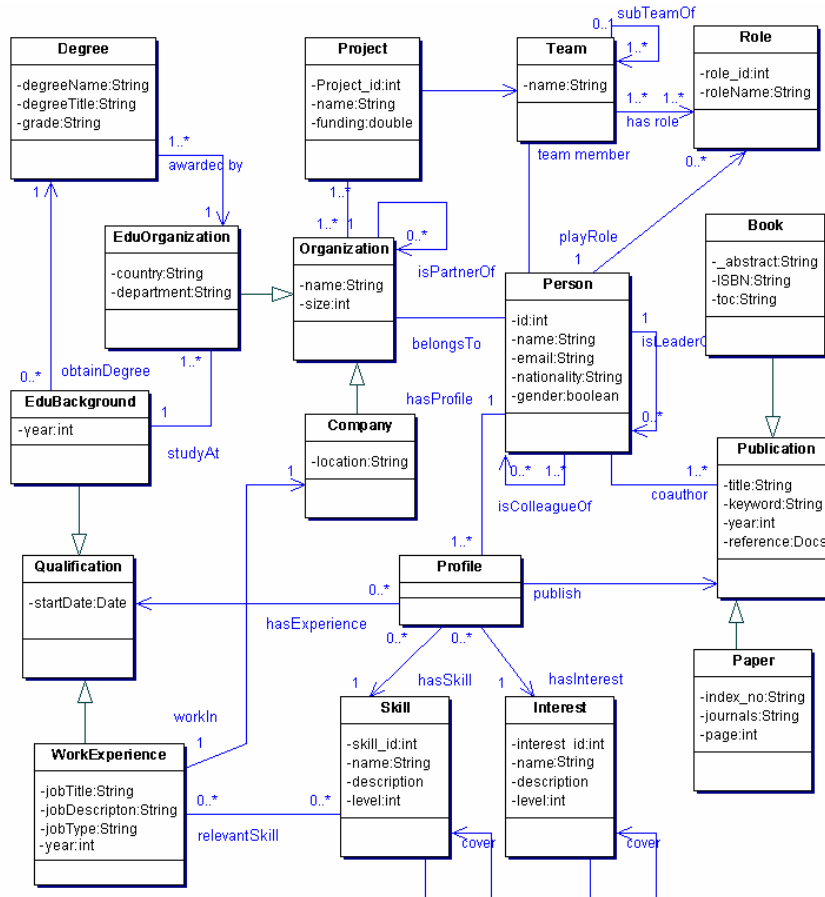 Degree
-degreeName:String
-degreeTitle:String
-grade:String
Project
-Project_id:int
-name:String
-funding:double
0..1
subTeamOf
1..*
Team
-name:String
Role
-role_id:int
-roleName:String
1..*
1..*
has role
team member
0..*
1..*
awarded by
1
1
EduOrganization
-country:String
-department:String
1..*
1..*
1
0..*
isPartnerOf
Organization
-name:String
-size:int
playRole
1
Book
-_abstract:String
-ISBN:String
-toc:String
Person
-id:int
-name:String
-email:String
-nationality:String
-gender:boolean
1
isLeaderO
0..*
belongsTo
obtainDegree
0..*
1..*
EduBackground
-year:int
1
studyAt
hasProfile
1
Company
-location:String
1
0..*
1..*
isColleagueOf
1..*
coauthor
Publication
-title:String
-keyword:String
-year:int
-reference:Docs
Qualification
-startDate:Date
1..*
Profile
0..*
hasExperience
publish
0..*
0..*
hasSkill
hasInterest
1
1
Paper
-index_no:String
-journals:String
-page:int
workIn
1
WorkExperience
-jobTitle:String
-jobDescripton:String
-jobType:String
-year:int
0..*
0..*
relevantSkill
Skill
-skill_id:int
-name:String
-description
-level:int
cover
Interest
-interest_id:int
-name:String
-description
-level:int
cover